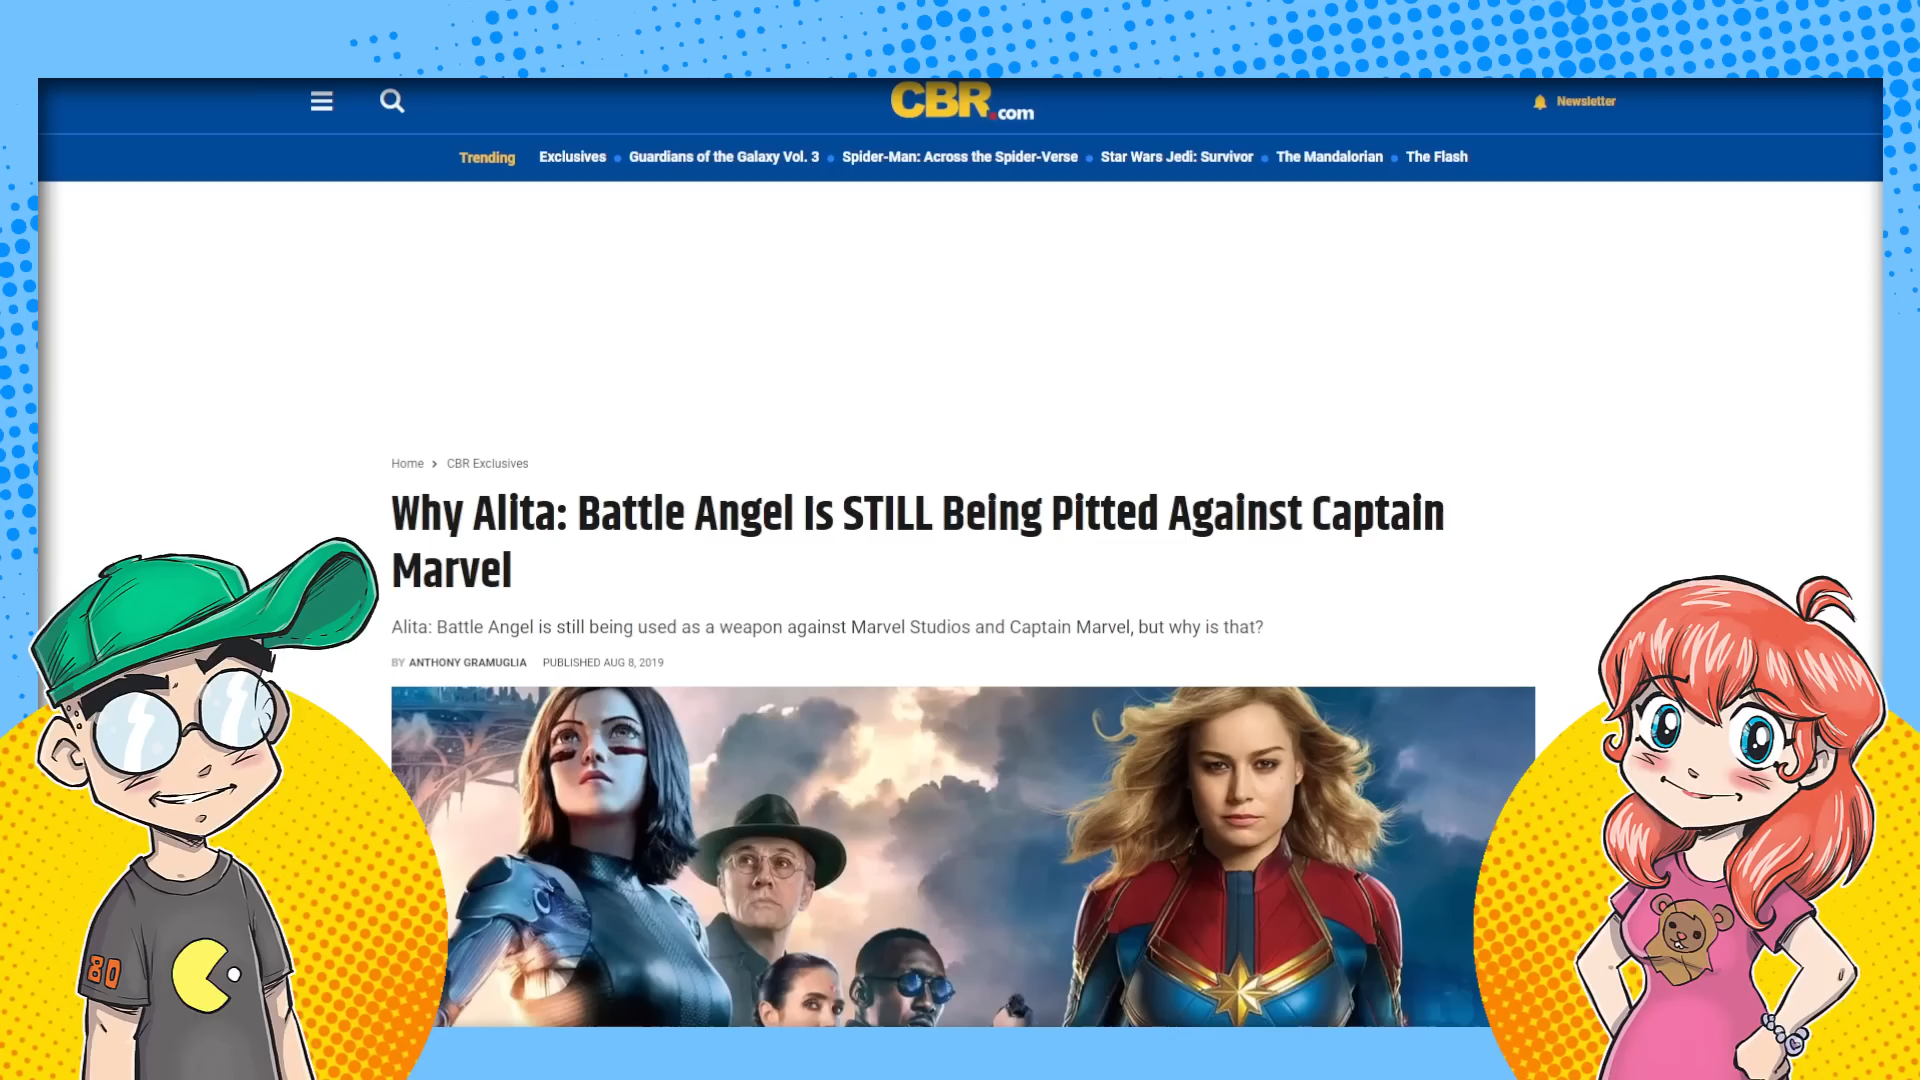 CBR.com
Newsletter
Trending Exclusives Guardians of the Galaxy Vol. 3 Spider-Man: Across the Spider-Verse Star Wars Jedi: Survivor The Mandalorian The Flash
Home > CBR Exclusives
Why Alita: Battle Angel Is STILL Being Pitted Against Captain
Marvel
Alita: Battle Angel is still being used as a weapon against Marvel Studios and Captain Marvel, but why is that?
BY ANTHONY GRAMUGLIA PUBLISHED AUG 8, 2019
80